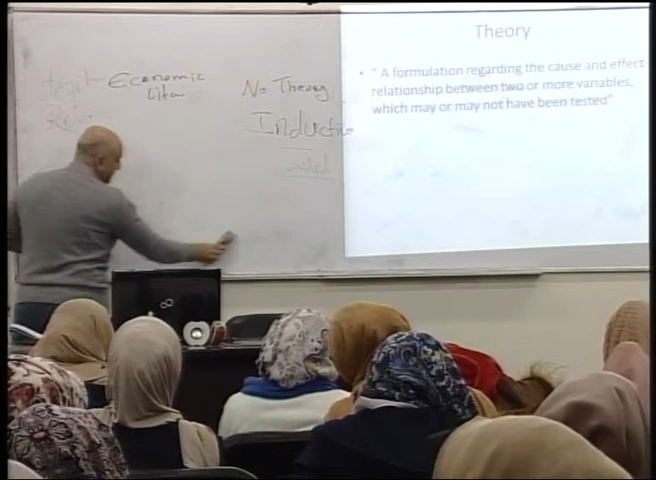 Theory
• " A formulation regarding the cause and effect
relationship between two or more variables,
which may or may not have been tested"
Economic
No Theory
Inductive
hp